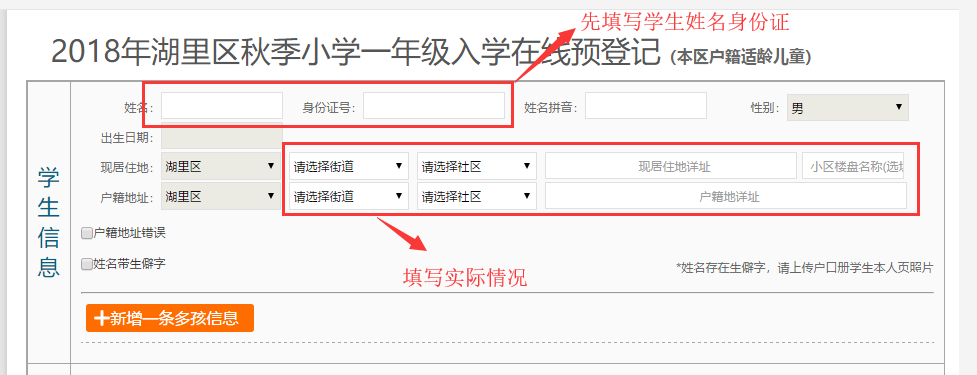 先填写学生姓名身份证
2018年湖里区秋季小学一年级入学在线预登记 (本区户籍适龄儿童)
学生信息
姓名: 身份证号: 姓名拼音: 性别: 男
出生日期:
现居住地: 湖里区 请选择街道 请选择社区 现居住地详址 小区楼盘名称(选填
户籍地址: 湖里区 请选择街道 请选择社区 户籍地详址
户籍地址错误
填写实际情况
姓名带生僻字
*姓名存在生僻字，请上传户口册学生本人页照片
+新增一条多孩信息